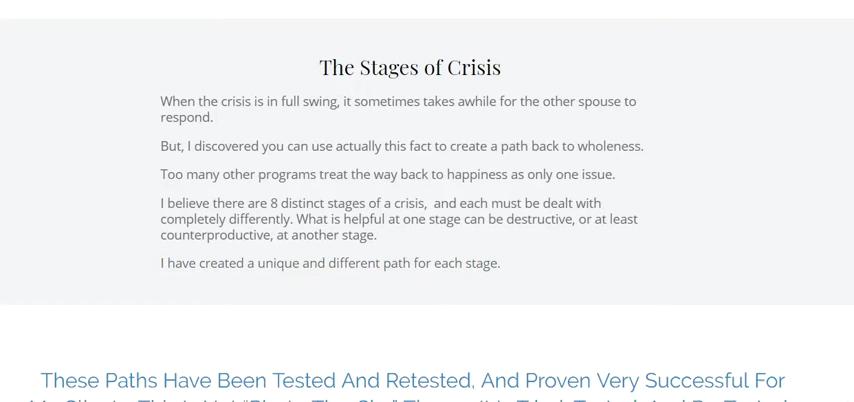 The Stages of Crisis
When the crisis is in full swing, it sometimes takes awhile for the other spouse to
respond.
But, I discovered you can use actually this fact to create a path back to wholeness.
Too many other programs treat the way back to happiness as only one issue.
I believe there are 8 distinct stages of a crisis,  and each must be dealt with
completely differently. What is helpful at one stage can be destructive, or at least
counterproductive, at another stage.
I have created a unique and different path for each stage.
These Paths Have Been Tested And Retested, And Proven Very Successful For